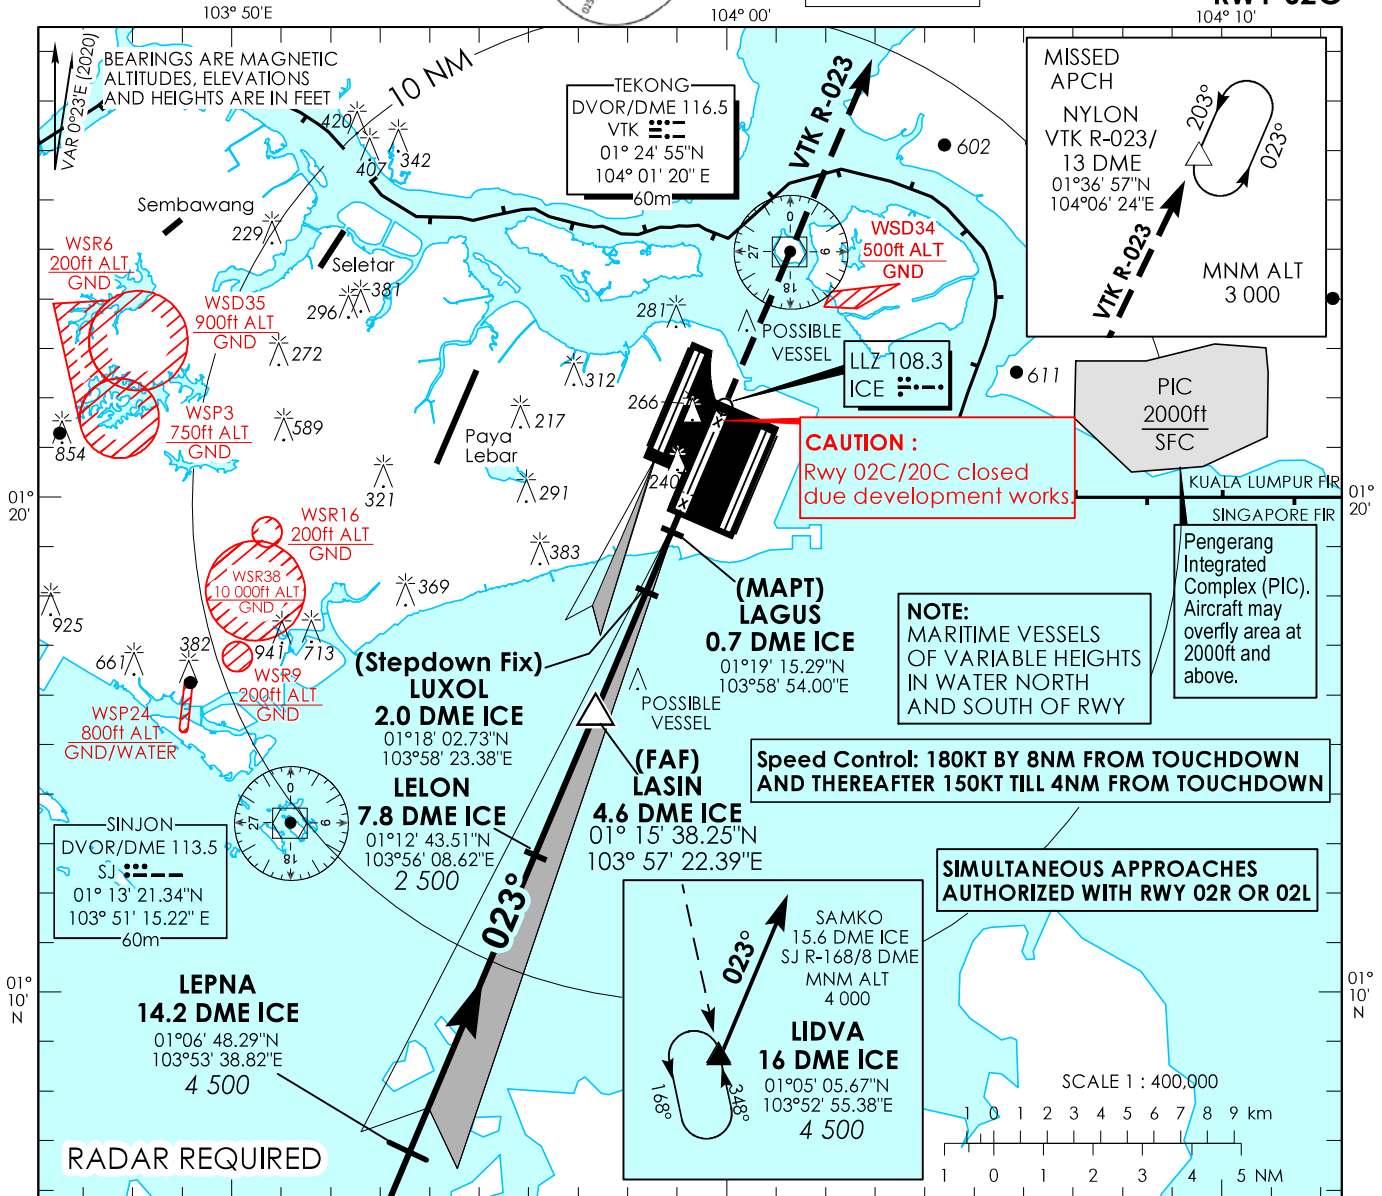 103° 50'E
104° 00'
104° 10'
RWY 02C
VAR 0°23'E (2020)
BEARINGS ARE MAGNETIC
ALTITUDES, ELEVATIONS
AND HEIGHTS ARE IN FEET
10 NM
TEKONG
DVOR/DME 116.5
VTK
01° 24' 55"N
104° 01' 20" E
60m
VTK R-023
MISSED
APCH
NYLON
VTK R-023/
13 DME
01°36' 57"N
104°06' 24"E
203°
023°
VTK R-023
MNM ALT
3 000
420
407
342
602
Sembawang
229
Seletar
296
381
272
281
312
217
589
321
291
383
369
266
240
611
854
925
661
382
941
713
0
9
18
27
WSD34
500ft ALT
GND
WSR6
200ft ALT
GND
WSD35
900ft ALT
GND
WSP3
750ft ALT
GND
Paya
Lebar
POSSIBLE
VESSEL
LLZ 108.3
ICE
PIC
2000ft
SFC
CAUTION :
Rwy 02C/20C closed
due development works.
01°
20'
KUALA LUMPUR FIR
SINGAPORE FIR
01°
20'
WSR16
200ft ALT
GND
WSR38
10 000ft ALT
GND
WSR9
200ft ALT
GND
WSP24
800ft ALT
GND/WATER
Pengerang
Integrated
Complex (PIC).
Aircraft may
overfly area at
2000ft and
above.
(MAPT)
LAGUS
0.7 DME ICE
01°19' 15.29"N
103°58' 54.00"E
NOTE:
MARITIME VESSELS
OF VARIABLE HEIGHTS
IN WATER NORTH
AND SOUTH OF RWY
(Stepdown Fix)
LUXOL
2.0 DME ICE
01°18' 02.73"N
103°58' 23.38"E
POSSIBLE
VESSEL
(FAF)
LASIN
4.6 DME ICE
01° 15' 38.25"N
103° 57' 22.39"E
Speed Control: 180KT BY 8NM FROM TOUCHDOWN
AND THEREAFTER 150KT TILL 4NM FROM TOUCHDOWN
LELON
7.8 DME ICE
01°12' 43.51"N
103°56' 08.62"E
2 500
0
9
18
27
SINJON
DVOR/DME 113.5
SJ
01° 13' 21.34"N
103° 51' 15.22" E
60m
SIMULTANEOUS APPROACHES
AUTHORIZED WITH RWY 02R OR 02L
023°
SAMKO
15.6 DME ICE
SJ R-168/8 DME
MNM ALT
4 000
023°
LIDVA
16 DME ICE
01°05' 05.67"N
103°52' 55.38"E
4 500
168°
348°
LEPNA
14.2 DME ICE
01°06' 48.29"N
103°53' 38.82"E
4 500
01°
10'
N
01°
10'
N
RADAR REQUIRED
SCALE 1 : 400,000
1 0 1 2 3 4 5 6 7 8 9 km
1 0 1 2 3 4 5 NM